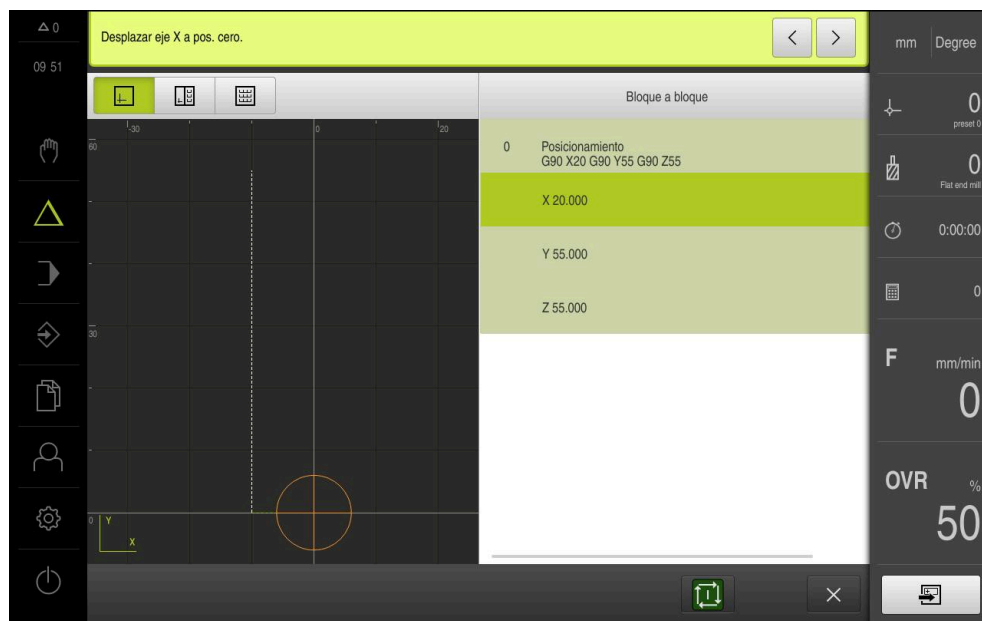 0
Desplazar eje X a pos. cero.
mm Degree
09 51
Bloque a bloque
-30 0 20
60
0 Posicionamiento
G90 X20 G90 Y55 G90 Z55
0
preset 0
X 20.000
0
Flat end mill
Y 55.000
0:00:00
Z 55.000
0
30
F mm/min
0
OVR %
50
0 Y
X